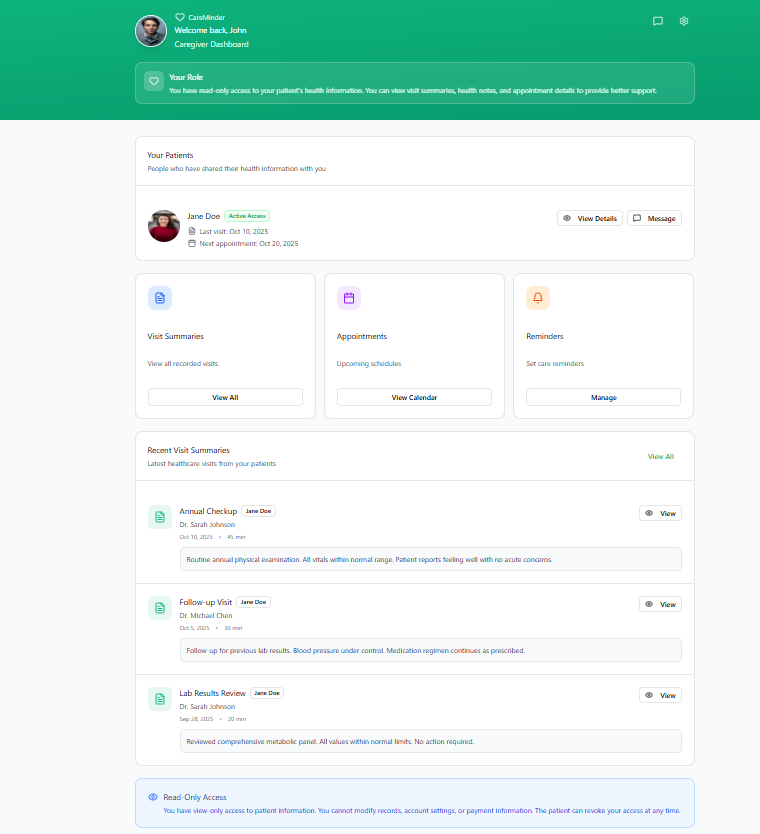 CareMinder
Welcome back, John
Caregiver Dashboard
Your Role
You have read-only access to your patient's health information. You can view visit summaries, health notes, and appointment details to provide better support.
Your Patients
People who have shared their health information with you
Jane Doe Active Access
Last visit: Oct 10, 2025
Next appointment: Oct 20, 2025
View Details Message
Visit Summaries
View all recorded visits
View All
Appointments
Upcoming schedules
View Calendar
Reminders
Set care reminders
Manage
Recent Visit Summaries
Latest healthcare visits from your patients
View All
Annual Checkup Jane Doe
View
Dr. Sarah Johnson
Oct 10, 2025 • 45 min
Routine annual physical examination. All vitals within normal range. Patient reports feeling well with no acute concerns.
Follow-up Visit Jane Doe
View
Dr. Michael Chen
Oct 5, 2025 • 30 min
Follow-up for previous lab results. Blood pressure under control. Medication regimen continues as prescribed.
Lab Results Review Jane Doe
View
Dr. Sarah Johnson
Sep 28, 2025 • 20 min
Reviewed comprehensive metabolic panel. All values within normal limits. No action required.
Read-Only Access
You have view-only access to patient information. You cannot modify records, account settings, or payment information. The patient can revoke your access at any time.